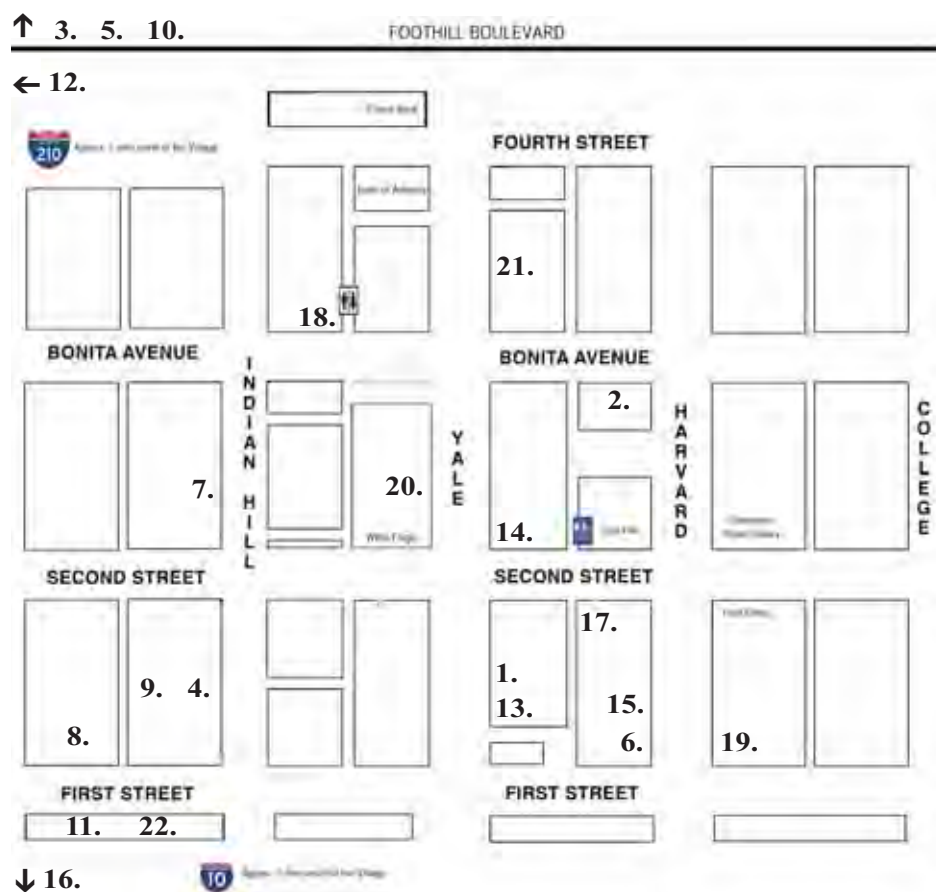 ↑ 3. 5. 10. FOOTHILL BOULEVARD
← 12.
210
FOURTH STREET
21.
18.
BONITA AVENUE
BONITA AVENUE
INDIAN HILL
YALE
HARVARD
COLLEGE
2.
7.
20.
14.
SECOND STREET
SECOND STREET
17.
9. 4.
1.
13.
15.
8.
6.
19.
FIRST STREET
FIRST STREET
11. 22.
↓ 16.
10